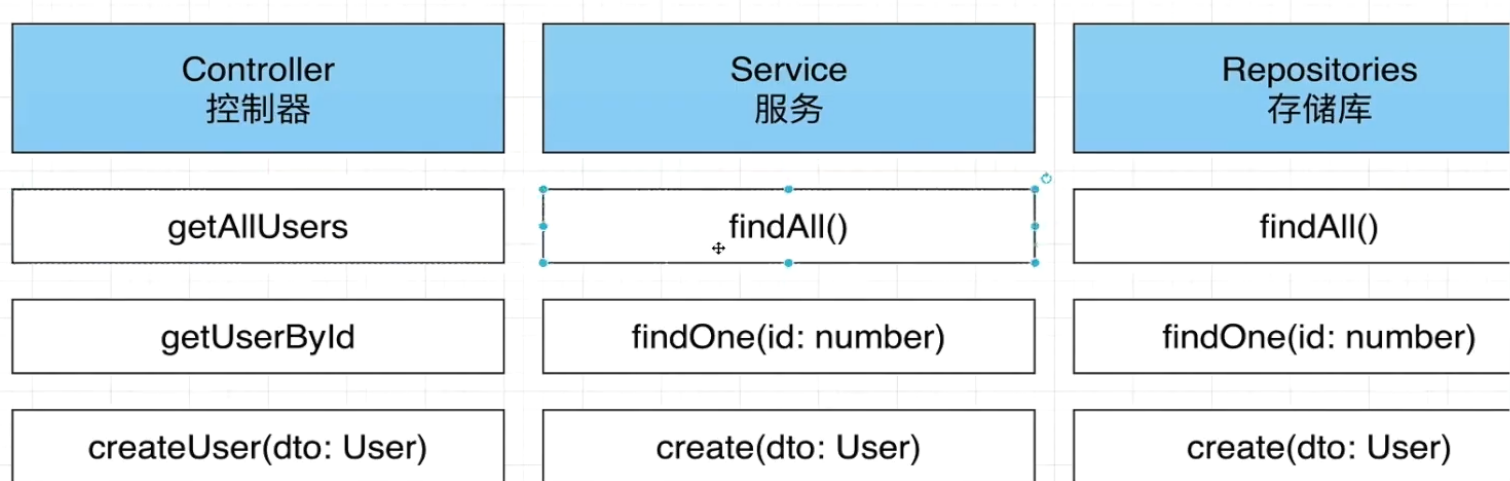 Controller
控制器
Service
服务
Repositories
存储库
getAllUsers
findAll()
findAll()
getUserById
findOne(id: number)
findOne(id: number)
createUser(dto: User)
create(dto: User)
create(dto: User)